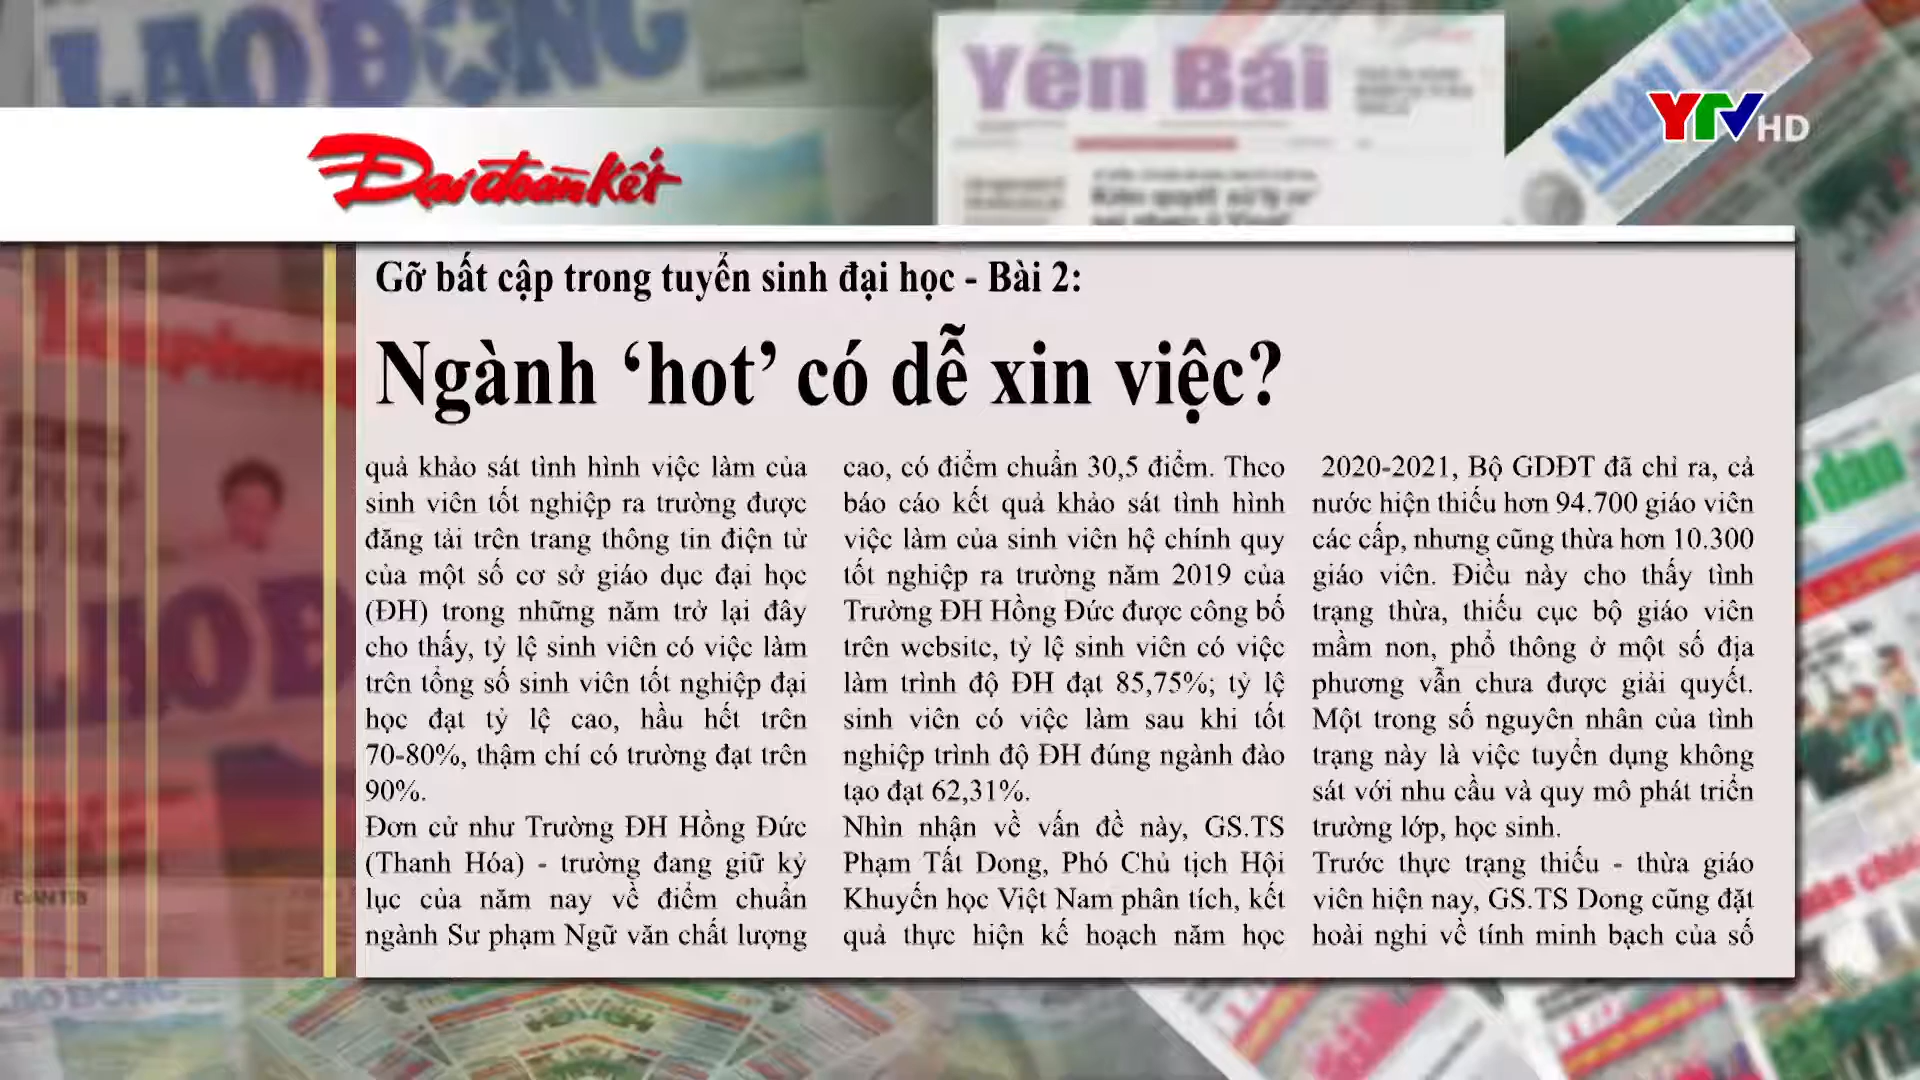 LAO ĐỘNG
Yên Bái
Nhân Dân
YTV HD
Đại đoàn kết
Gỡ bất cập trong tuyển sinh đại học - Bài 2:
Ngành ‘hot’ có dễ xin việc?
quả khảo sát tình hình việc làm của
sinh viên tốt nghiệp ra trường được
đăng tải trên trang thông tin điện tử
của một số cơ sở giáo dục đại học
(ĐH) trong những năm trở lại đây
cho thấy, tỷ lệ sinh viên có việc làm
trên tổng số sinh viên tốt nghiệp đại
học đạt tỷ lệ cao, hầu hết trên
70-80%, thậm chí có trường đạt trên
90%.
Đơn cử như Trường ĐH Hồng Đức
(Thanh Hóa) - trường đang giữ kỷ
lục của năm nay về điểm chuẩn
ngành Sư phạm Ngữ văn chất lượng
cao, có điểm chuẩn 30,5 điểm. Theo
báo cáo kết quả khảo sát tình hình
việc làm của sinh viên hệ chính quy
tốt nghiệp ra trường năm 2019 của
Trường ĐH Hồng Đức được công bố
trên website, tỷ lệ sinh viên có việc
làm trình độ ĐH đạt 85,75%; tỷ lệ
sinh viên có việc làm sau khi tốt
nghiệp trình độ ĐH đúng ngành đào
tạo đạt 62,31%.
Nhìn nhận về vấn đề này, GS.TS
Phạm Tất Dong, Phó Chủ tịch Hội
Khuyến học Việt Nam phân tích, kết
quả thực hiện kế hoạch năm học
2020-2021, Bộ GDĐT đã chỉ ra, cả
nước hiện thiếu hơn 94.700 giáo viên
các cấp, nhưng cũng thừa hơn 10.300
giáo viên. Điều này cho thấy tình
trạng thừa, thiếu cục bộ giáo viên
mầm non, phổ thông ở một số địa
phương vẫn chưa được giải quyết.
Một trong số nguyên nhân của tình
trạng này là việc tuyển dụng không
sát với nhu cầu và quy mô phát triển
trường lớp, học sinh.
Trước thực trạng thiếu - thừa giáo
viên hiện nay, GS.TS Dong cũng đặt
hoài nghi về tính minh bạch của số